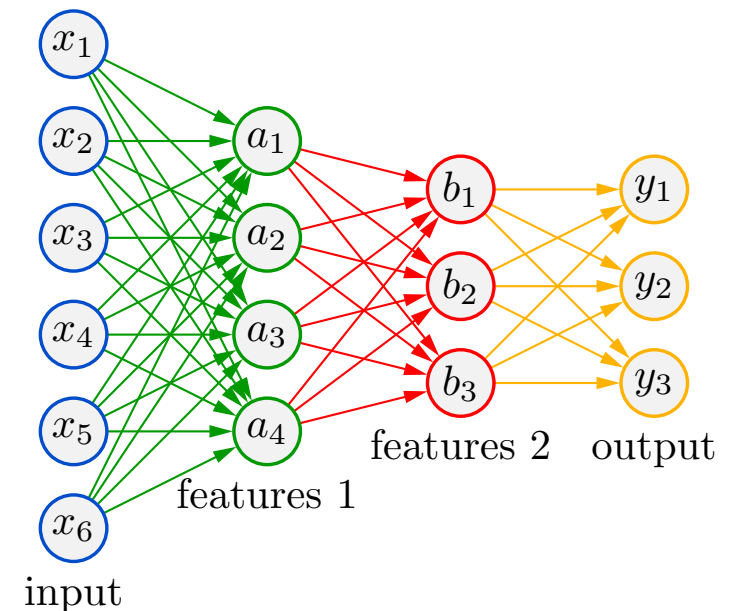 x₁
x₂
x₃
x₄
x₅
x₆
input
a₁
a₂
a₃
a₄
features 1
b₁
b₂
b₃
features 2
y₁
y₂
y₃
output